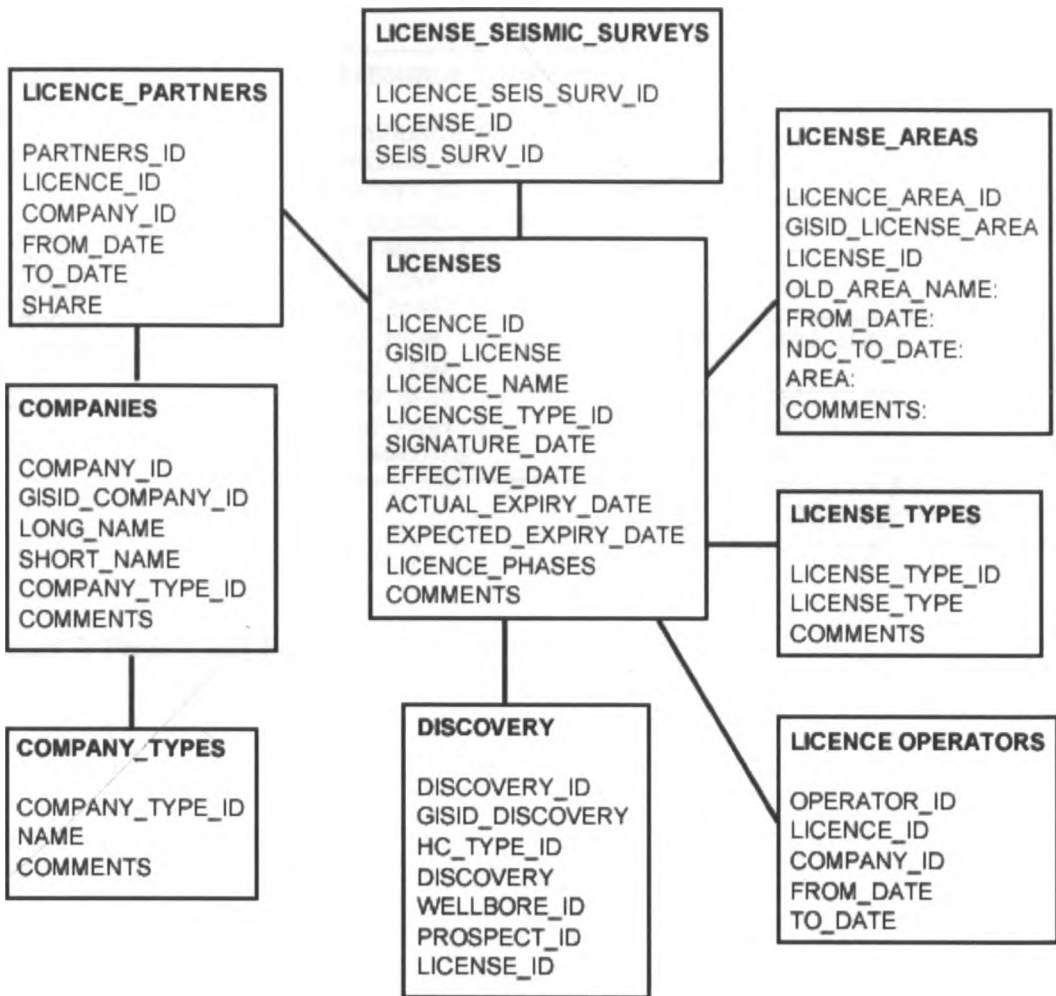 LICENSE_SEISMIC_SURVEYS
LICENCE_SEIS_SURV_ID
LICENSE_ID
SEIS_SURV_ID
LICENCE_PARTNERS
PARTNERS_ID
LICENCE_ID
COMPANY_ID
FROM_DATE
TO_DATE
SHARE
LICENSE_AREAS
LICENCE_AREA_ID
GISID_LICENSE_AREA
LICENSE_ID
OLD_AREA_NAME:
FROM_DATE:
NDC_TO_DATE:
AREA:
COMMENTS:
LICENSES
LICENCE_ID
GISID_LICENSE
LICENCE_NAME
LICENCSE_TYPE_ID
SIGNATURE_DATE
EFFECTIVE_DATE
ACTUAL_EXPIRY_DATE
EXPECTED_EXPIRY_DATE
LICENCE_PHASES
COMMENTS
COMPANIES
COMPANY_ID
GISID_COMPANY_ID
LONG_NAME
SHORT_NAME
COMPANY_TYPE_ID
COMMENTS
LICENSE_TYPES
LICENSE_TYPE_ID
LICENSE_TYPE
COMMENTS
COMPANY_TYPES
COMPANY_TYPE_ID
NAME
COMMENTS
DISCOVERY
DISCOVERY_ID
GISID_DISCOVERY
HC_TYPE_ID
DISCOVERY
WELLBORE_ID
PROSPECT_ID
LICENSE_ID
LICENCE OPERATORS
OPERATOR_ID
LICENCE_ID
COMPANY_ID
FROM_DATE
TO_DATE